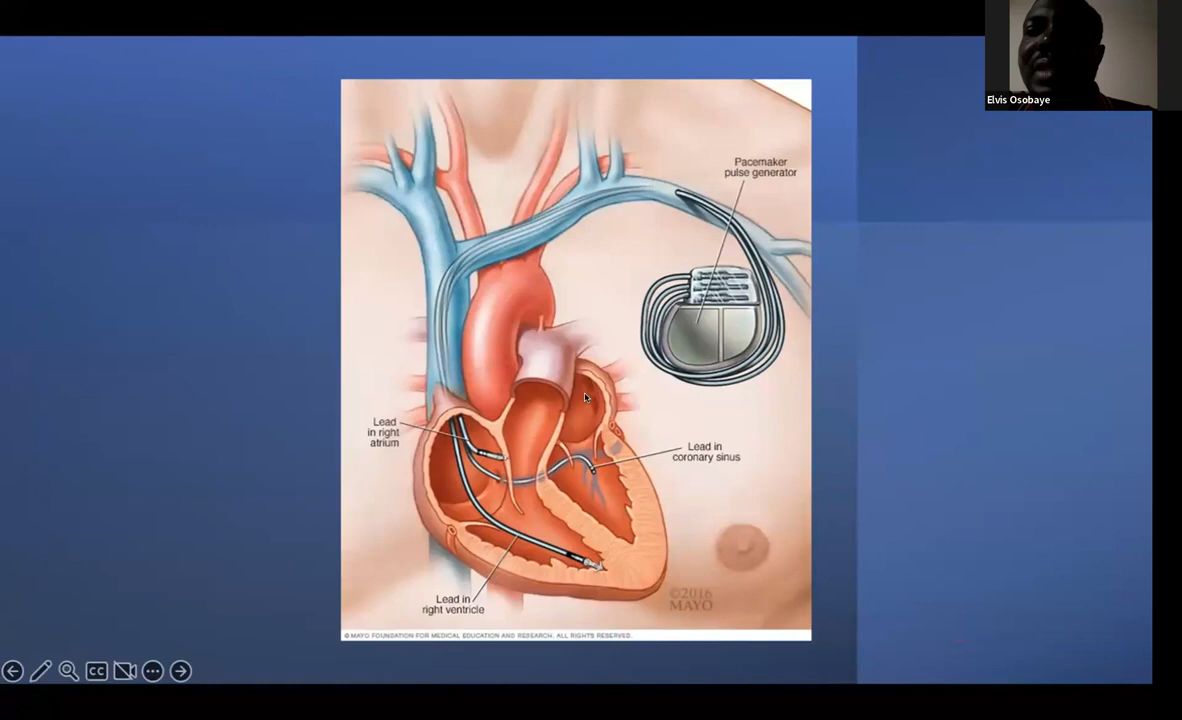 Elvis Osobaye
Pacemaker
pulse generator
Lead
in right
atrium
Lead in
coronary sinus
Lead in
right ventricle
©2016
MAYO
© MAYO FOUNDATION FOR MEDICAL EDUCATION AND RESEARCH. ALL RIGHTS RESERVED.
CC